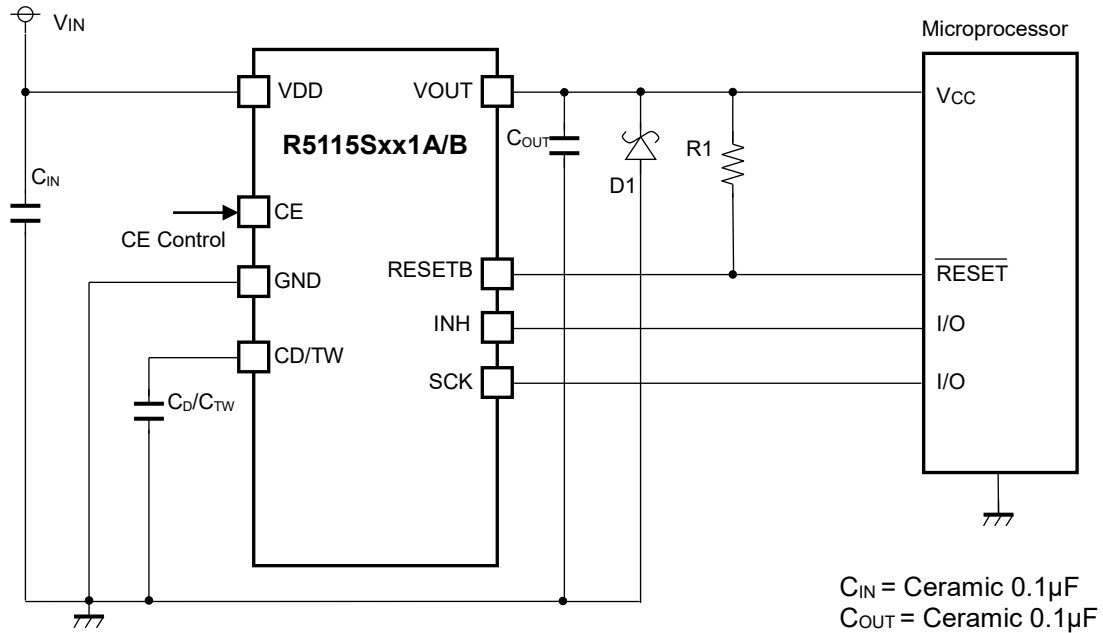 VIN
Microprocessor
VDD
VOUT
VCC
R5115Sxx1A/B
COUT
R1
CIN
D1
CE
CE Control
RESETB
RESET
GND
INH
I/O
CD/TW
SCK
I/O
CD/CTW
CIN = Ceramic 0.1µF
COUT = Ceramic 0.1µF